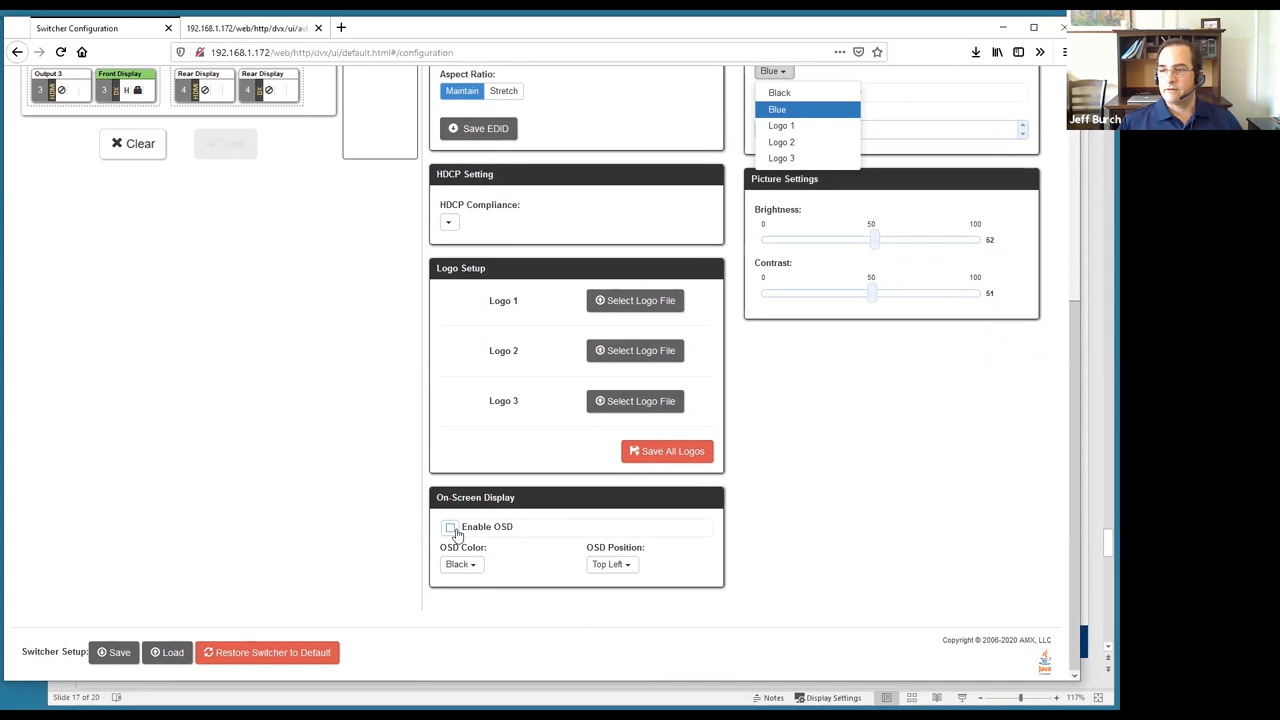 Switcher Configuration
192.168.1.172/web/http/dvx/ui/avl
192.168.1.172/web/http/dvx/ui/default.html#/configuration
Output 3
Front Display
Rear Display
Rear Display
3
HDMI
3
DX
H
4
HDMI
4
DX
Clear
Aspect Ratio:
Maintain
Stretch
Save EDID
HDCP Setting
HDCP Compliance:
Logo Setup
Logo 1
Select Logo File
Logo 2
Select Logo File
Logo 3
Select Logo File
Save All Logos
On-Screen Display
Enable OSD
OSD Color:
OSD Position:
Black
Top Left
Blue
Black
Blue
Logo 1
Logo 2
Logo 3
Picture Settings
Brightness:
0
50
100
52
Contrast:
0
50
100
51
Jeff Burch
Copyright © 2006-2020 AMX, LLC
Java
Switcher Setup:
Save
Load
Restore Switcher to Default
Slide 17 of 20
Notes
Display Settings
117%